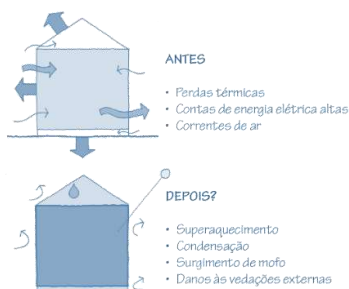 ANTES
• Perdas térmicas
• Contas de energia elétrica altas
• Correntes de ar
DEPOIS?
• Superaquecimento
• Condensação
• Surgimento de mofo
• Danos às vedações externas